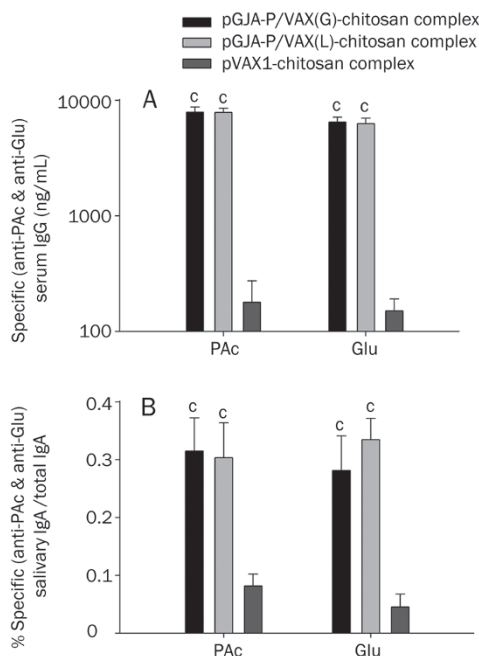 pGJA-P/VAX(G)-chitosan complex
pGJA-P/VAX(L)-chitosan complex
pVAX1-chitosan complex
A
Specific (anti-PAc & anti-Glu)
serum IgG (ng/mL)
10000
1000
100
c c c c
PAc Glu
B
% Specific (anti-PAc & anti-Glu)
salivary IgA /total IgA
0.4
0.3
0.2
0.1
0
c c c c
PAc Glu